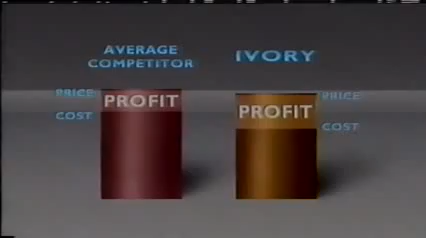 AVERAGE
COMPETITOR
IVORY
PRICE
PROFIT
COST
PRICE
PROFIT
COST